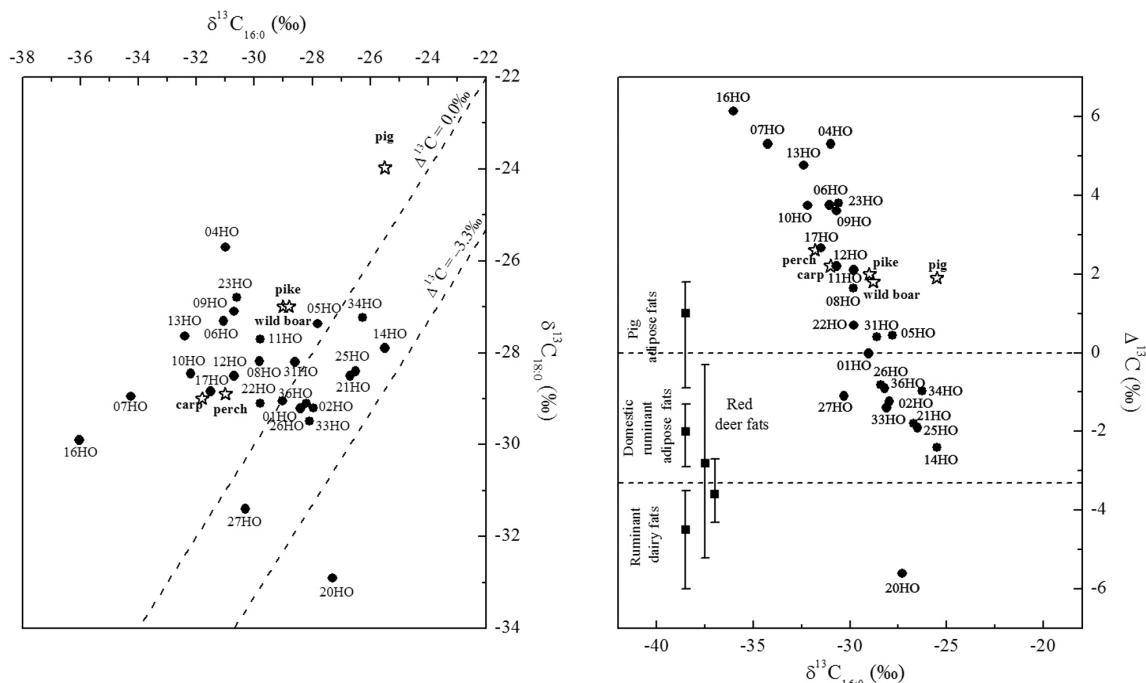 δ¹³C₁₆:₀ (‰)
-38 -36 -34 -32 -30 -28 -26 -24 -22
-22
-24
-26
-28
-30
-32
-34
δ¹³C₁₈:₀ (‰)
Δ¹³C = 0.0‰
Δ¹³C = −3.3‰
pig
04HO
23HO
pike
09HO
05HO
34HO
wild boar
13HO
06HO
11HO
14HO
10HO
12HO
08HO
31HO
25HO
17HO
21HO
22HO
36HO
07HO
carp
perch
01HO
02HO
26HO
33HO
16HO
27HO
20HO
16HO
07HO
04HO
13HO
06HO
23HO
10HO
09HO
17HO
12HO
perch
pike
carp
pig
11HO
wild boar
08HO
22HO
31HO
05HO
01HO
26HO
36HO
34HO
27HO
02HO
33HO
21HO
25HO
14HO
20HO
Pig
adipose fats
Domestic
ruminant
adipose fats
Red
deer fats
Ruminant
dairy fats
6
4
2
0
-2
-4
-6
Δ¹³C (‰)
-40 -35 -30 -25 -20
δ¹³C₁₆:₀ (‰)